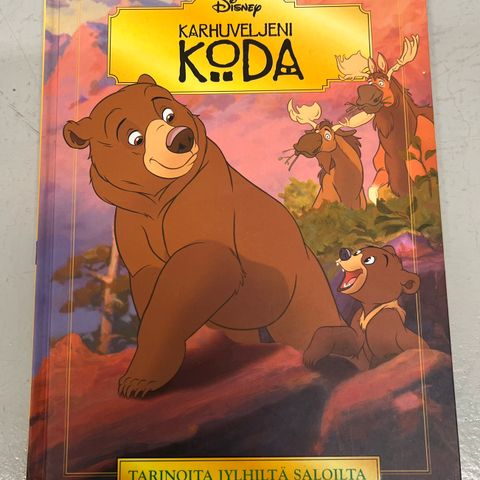 Disney
KARHUVELJENI
KODA
TARINOITA JYLHILTÄ SALOILTA